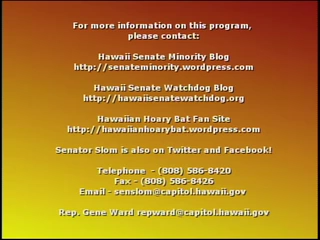 For more information on this program,
please contact:
Hawaii Senate Minority Blog
http://senateminority.wordpress.com
Hawaii Senate Watchdog Blog
http://hawaiisenatewatchdog.org
Hawaiian Hoary Bat Fan Site
http://hawaiianhoarybat.wordpress.com
Senator Slom is also on Twitter and Facebook!
Telephone - (808) 586-8420
Fax - (808) 586-8426
Email - senslom@capitol.hawaii.gov
Rep. Gene Ward repward@capitol.hawaii.gov